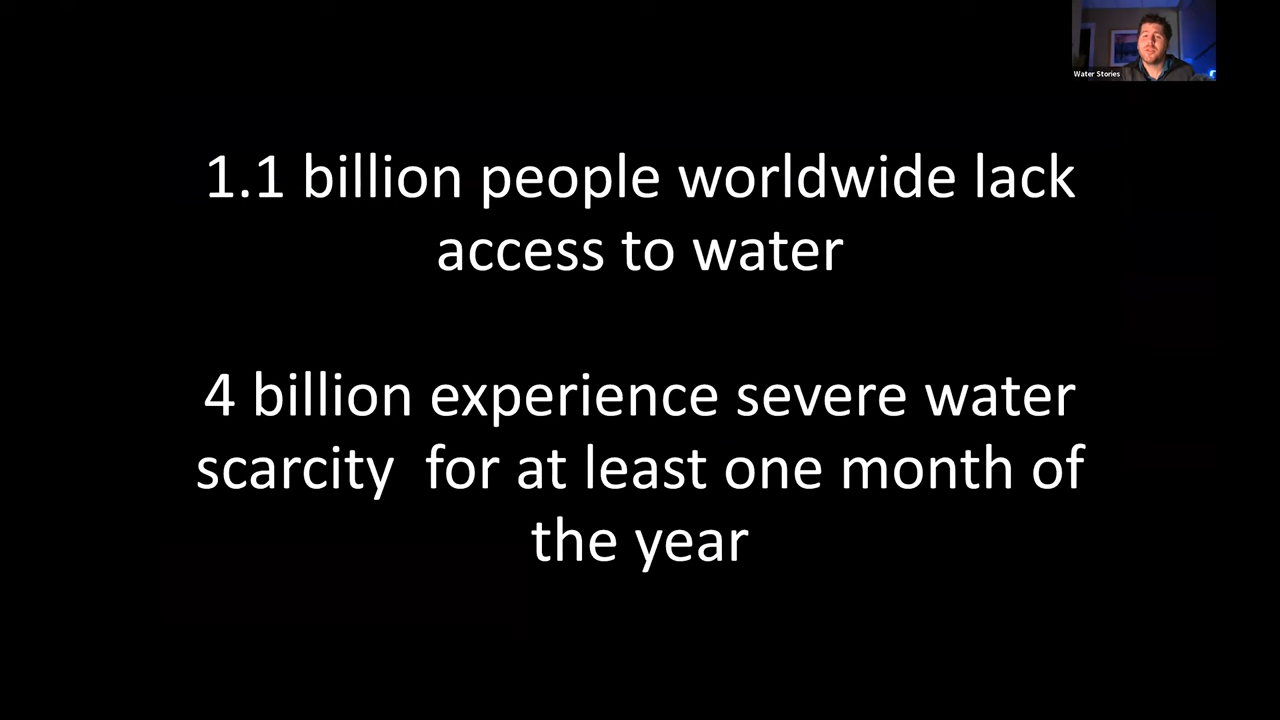 Water Stories
1.1 billion people worldwide lack
access to water
4 billion experience severe water
scarcity  for at least one month of
the year